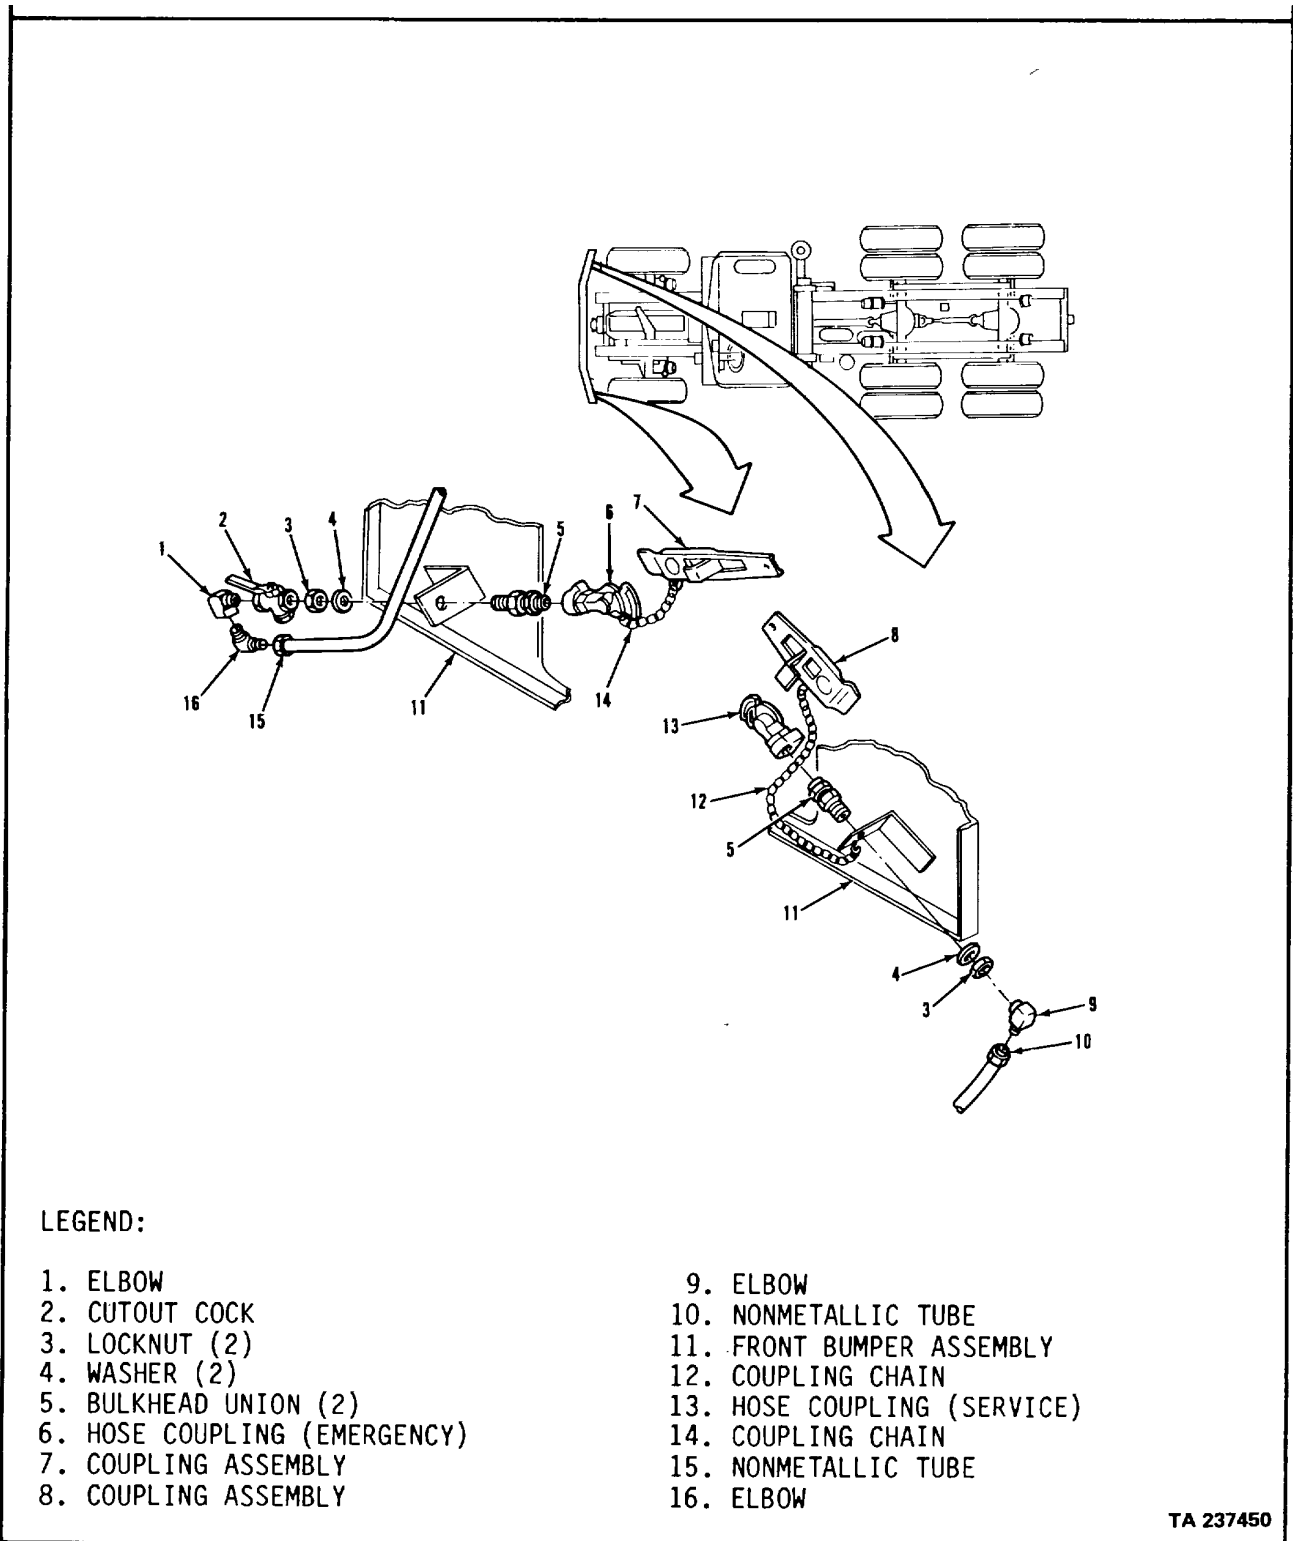 7
6
5
4
3
2
1
16
15
11
14
8
13
12
5
11
4
3
9
10
LEGEND:
1. ELBOW
2. CUTOUT COCK
3. LOCKNUT (2)
4. WASHER (2)
5. BULKHEAD UNION (2)
6. HOSE COUPLING (EMERGENCY)
7. COUPLING ASSEMBLY
8. COUPLING ASSEMBLY
9. ELBOW
10. NONMETALLIC TUBE
11. FRONT BUMPER ASSEMBLY
12. COUPLING CHAIN
13. HOSE COUPLING (SERVICE)
14. COUPLING CHAIN
15. NONMETALLIC TUBE
16. ELBOW
TA 237450